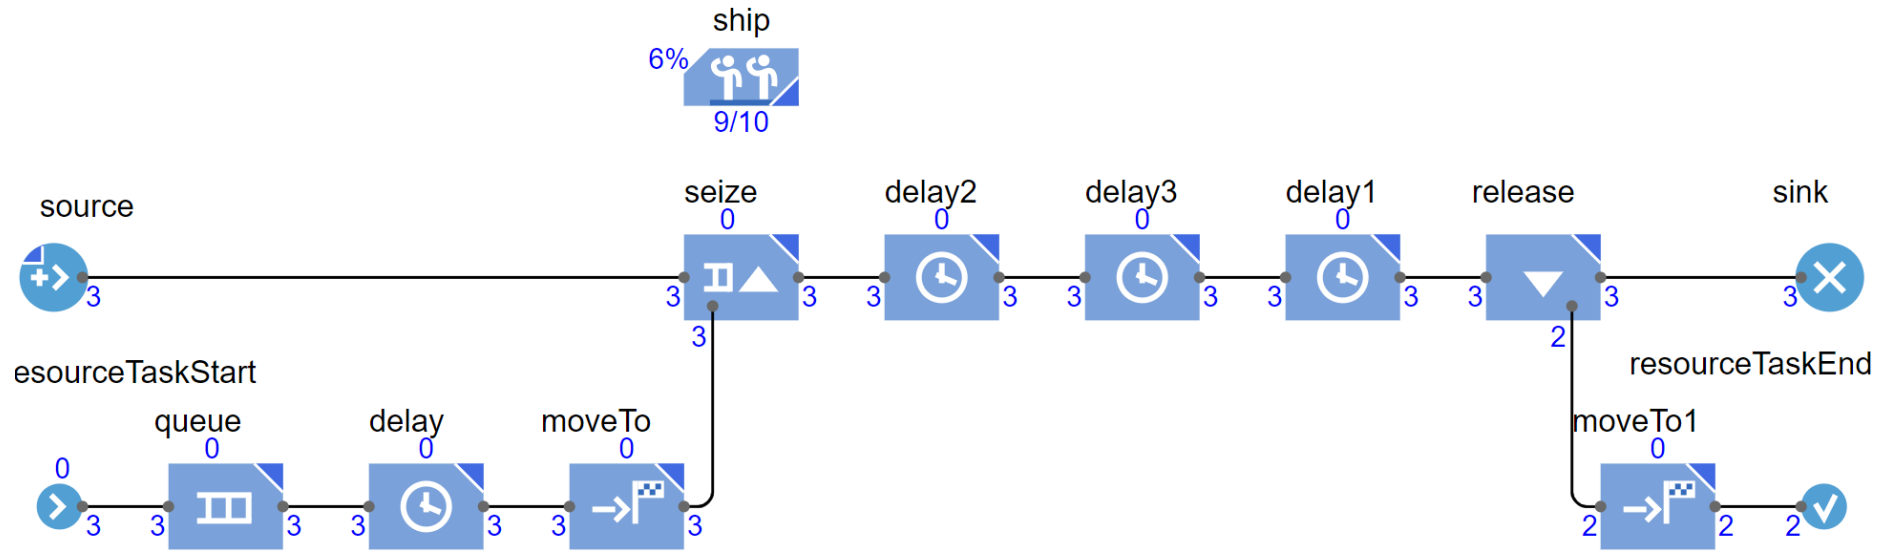 ship
6%
9/10
seize delay2 delay3 delay1 release sink
source
0 0 0 0
3 3 3 3 3 3 3 3 3 3 3 3
3 2
esourceTaskStart resourceTaskEnd
queue delay moveTo moveTo1
0 0 0 0 0
3 3 3 3 3 3 3 2 2 2